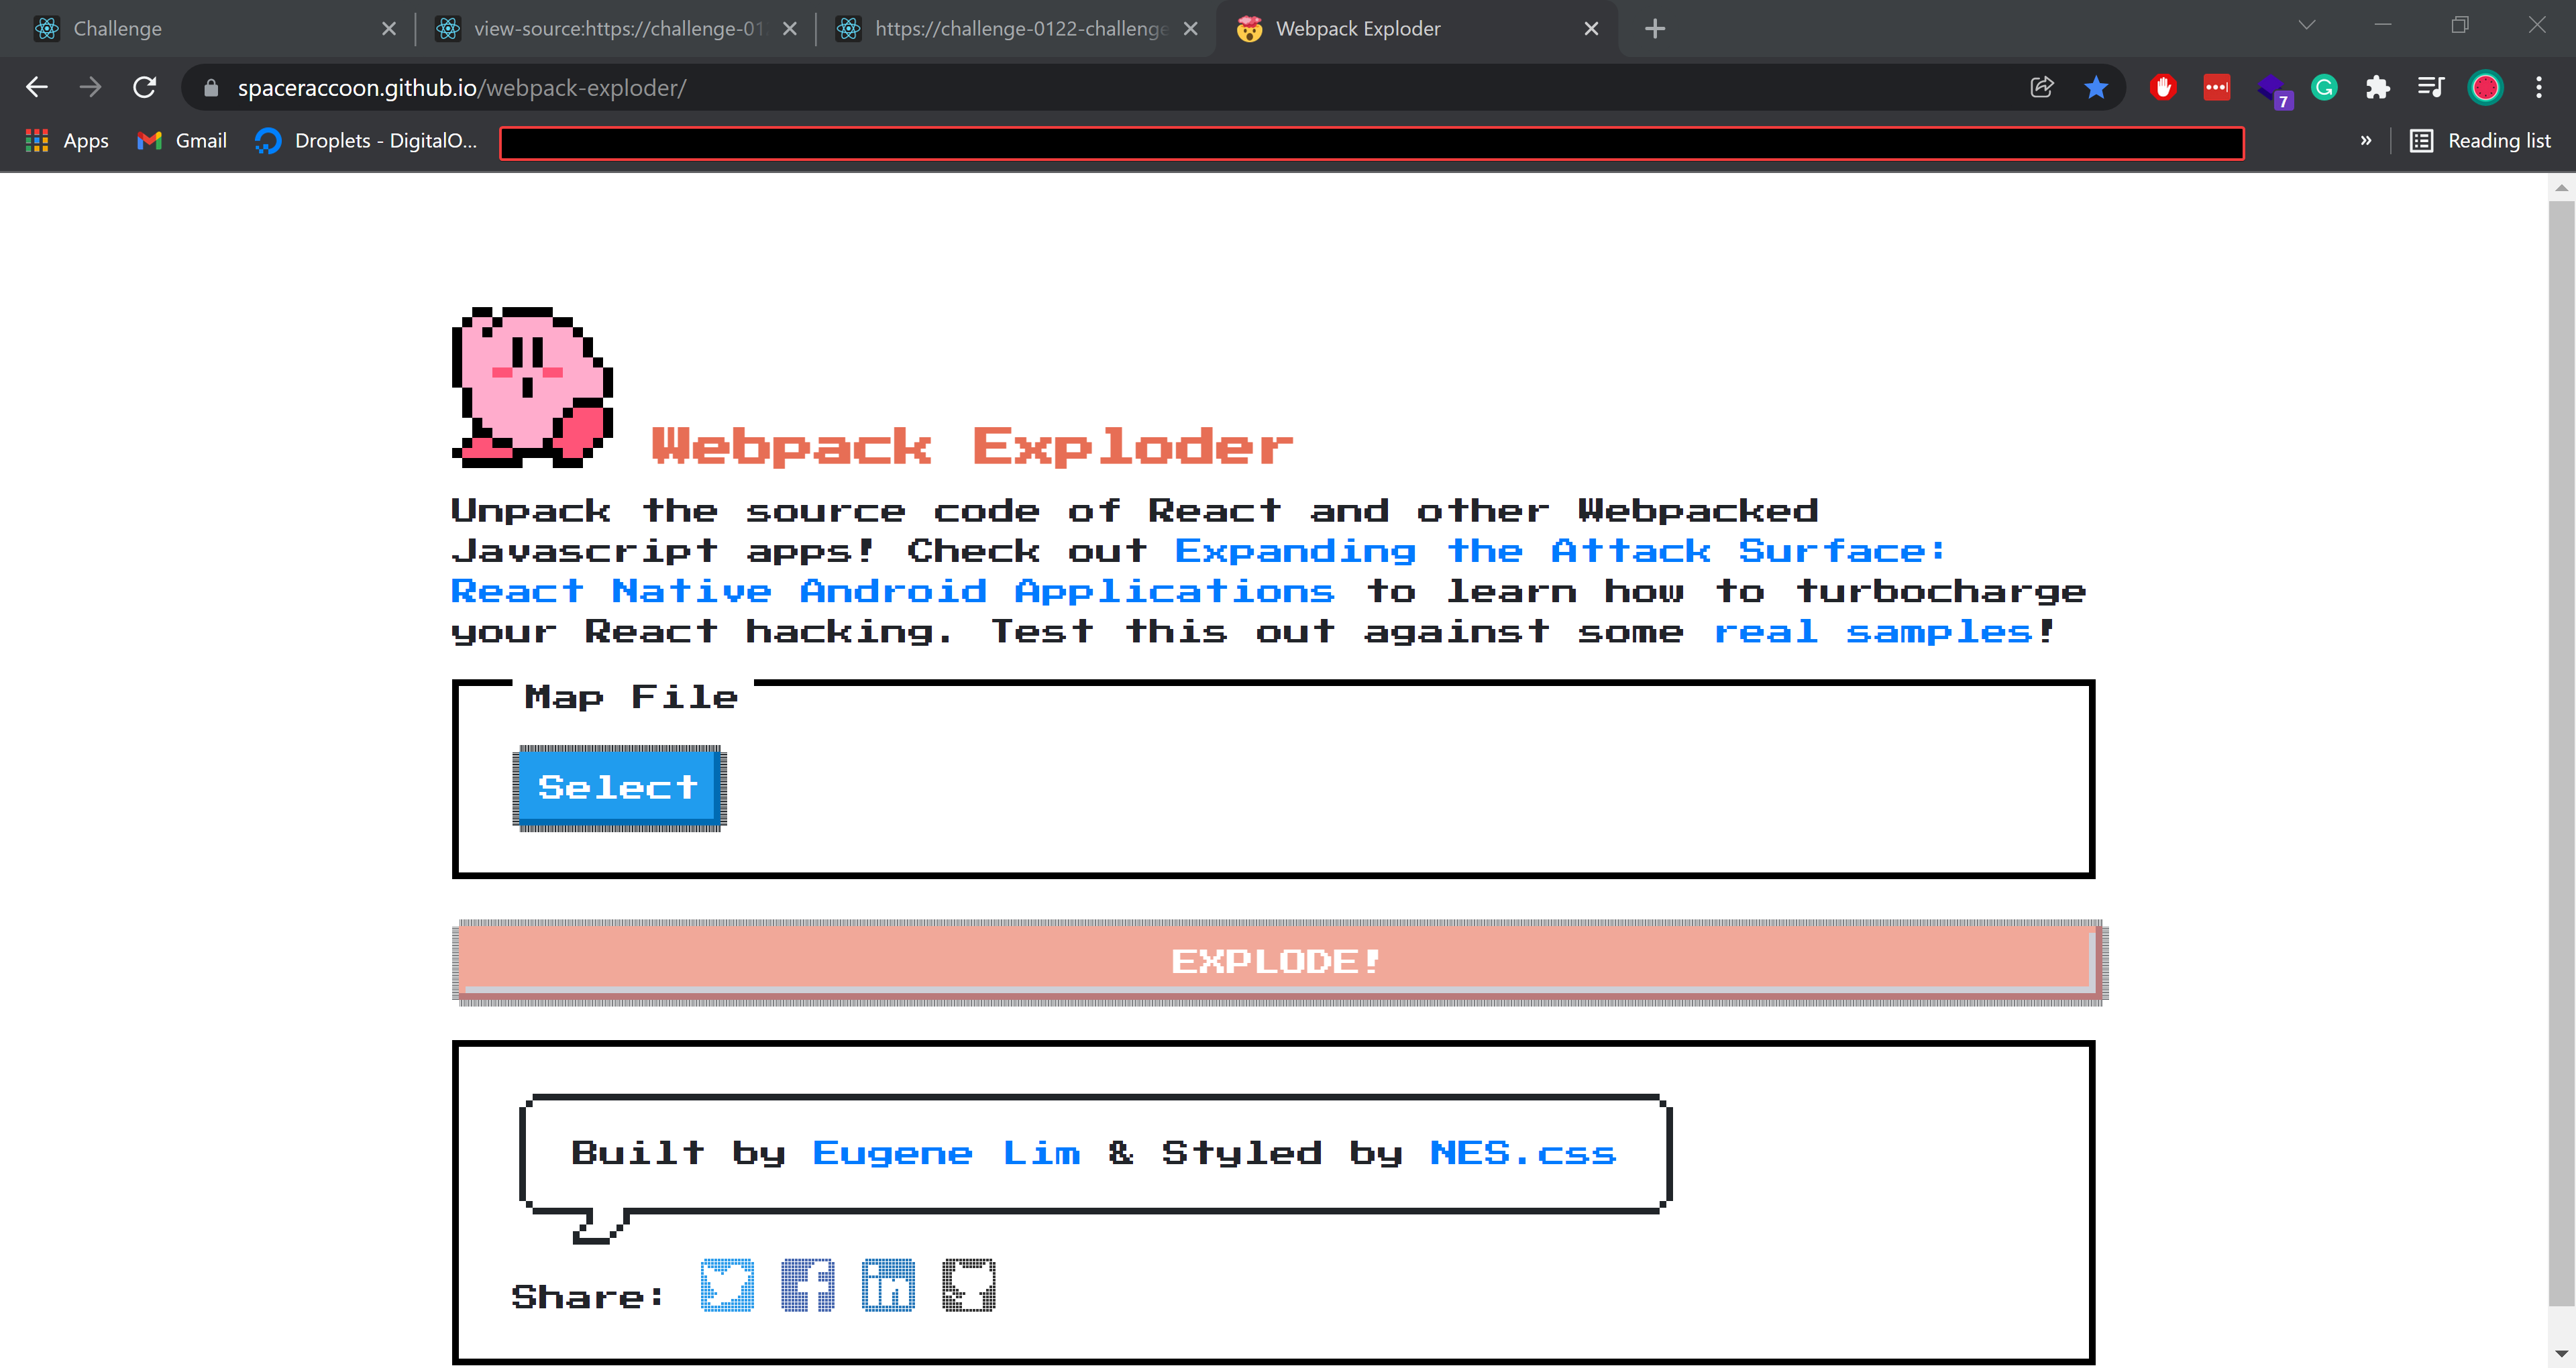 Challenge
view-source:https://challenge-01
https://challenge-0122-challenge
Webpack Exploder
spaceraccoon.github.io/webpack-exploder/
7
Apps
Gmail
Droplets - DigitalO...
»
Reading list
Webpack Exploder
Unpack the source code of React and other Webpacked
Javascript apps! Check out Expanding the Attack Surface:
React Native Android Applications to learn how to turbocharge
your React hacking. Test this out against some real samples!
Map File
Select
EXPLODE!
Built by Eugene Lim & Styled by NES.css
Share: